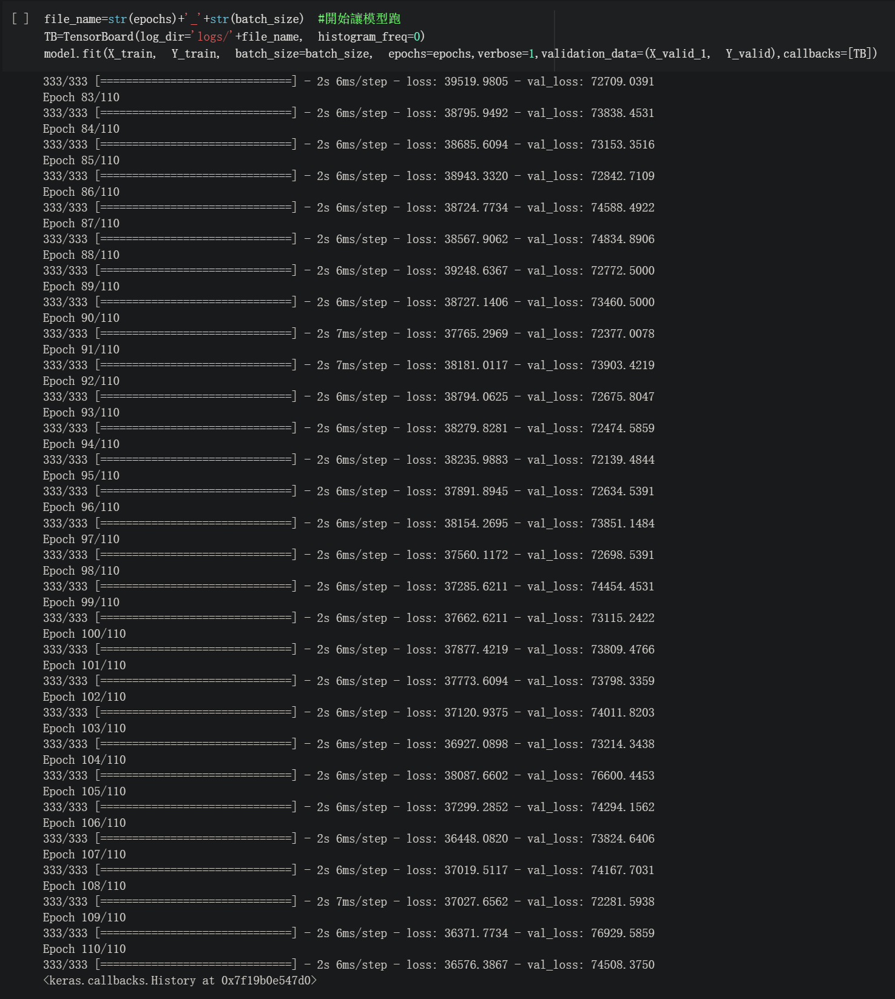 [ ] file_name=str(epochs)+'_'+str(batch_size)  #開始讓模型跑
TB=TensorBoard(log_dir='logs/'+file_name,  histogram_freq=0)
model.fit(X_train,  Y_train,  batch_size=batch_size,  epochs=epochs,verbose=1,validation_data=(X_valid_1,  Y_valid),callbacks=[TB])
333/333 [==============================] - 2s 6ms/step - loss: 39519.9805 - val_loss: 72709.0391
Epoch 83/110
333/333 [==============================] - 2s 6ms/step - loss: 38795.9492 - val_loss: 73838.4531
Epoch 84/110
333/333 [==============================] - 2s 6ms/step - loss: 38685.6094 - val_loss: 73153.3516
Epoch 85/110
333/333 [==============================] - 2s 6ms/step - loss: 38943.3320 - val_loss: 72842.7109
Epoch 86/110
333/333 [==============================] - 2s 6ms/step - loss: 38724.7734 - val_loss: 74588.4922
Epoch 87/110
333/333 [==============================] - 2s 6ms/step - loss: 38567.9062 - val_loss: 74834.8906
Epoch 88/110
333/333 [==============================] - 2s 6ms/step - loss: 39248.6367 - val_loss: 72772.5000
Epoch 89/110
333/333 [==============================] - 2s 6ms/step - loss: 38727.1406 - val_loss: 73460.5000
Epoch 90/110
333/333 [==============================] - 2s 7ms/step - loss: 37765.2969 - val_loss: 72377.0078
Epoch 91/110
333/333 [==============================] - 2s 7ms/step - loss: 38181.0117 - val_loss: 73903.4219
Epoch 92/110
333/333 [==============================] - 2s 6ms/step - loss: 38794.0625 - val_loss: 72675.8047
Epoch 93/110
333/333 [==============================] - 2s 6ms/step - loss: 38279.8281 - val_loss: 72474.5859
Epoch 94/110
333/333 [==============================] - 2s 6ms/step - loss: 38235.9883 - val_loss: 72139.4844
Epoch 95/110
333/333 [==============================] - 2s 6ms/step - loss: 37891.8945 - val_loss: 72634.5391
Epoch 96/110
333/333 [==============================] - 2s 6ms/step - loss: 38154.2695 - val_loss: 73851.1484
Epoch 97/110
333/333 [==============================] - 2s 6ms/step - loss: 37560.1172 - val_loss: 72698.5391
Epoch 98/110
333/333 [==============================] - 2s 6ms/step - loss: 37285.6211 - val_loss: 74454.4531
Epoch 99/110
333/333 [==============================] - 2s 6ms/step - loss: 37662.6211 - val_loss: 73115.2422
Epoch 100/110
333/333 [==============================] - 2s 6ms/step - loss: 37877.4219 - val_loss: 73809.4766
Epoch 101/110
333/333 [==============================] - 2s 6ms/step - loss: 37773.6094 - val_loss: 73798.3359
Epoch 102/110
333/333 [==============================] - 2s 6ms/step - loss: 37120.9375 - val_loss: 74011.8203
Epoch 103/110
333/333 [==============================] - 2s 6ms/step - loss: 36927.0898 - val_loss: 73214.3438
Epoch 104/110
333/333 [==============================] - 2s 6ms/step - loss: 38087.6602 - val_loss: 76600.4453
Epoch 105/110
333/333 [==============================] - 2s 6ms/step - loss: 37299.2852 - val_loss: 74294.1562
Epoch 106/110
333/333 [==============================] - 2s 6ms/step - loss: 36448.0820 - val_loss: 73824.6406
Epoch 107/110
333/333 [==============================] - 2s 6ms/step - loss: 37019.5117 - val_loss: 74167.7031
Epoch 108/110
333/333 [==============================] - 2s 7ms/step - loss: 37027.6562 - val_loss: 72281.5938
Epoch 109/110
333/333 [==============================] - 2s 6ms/step - loss: 36371.7734 - val_loss: 76929.5859
Epoch 110/110
333/333 [==============================] - 2s 6ms/step - loss: 36576.3867 - val_loss: 74508.3750
<keras.callbacks.History at 0x7f19b0e547d0>